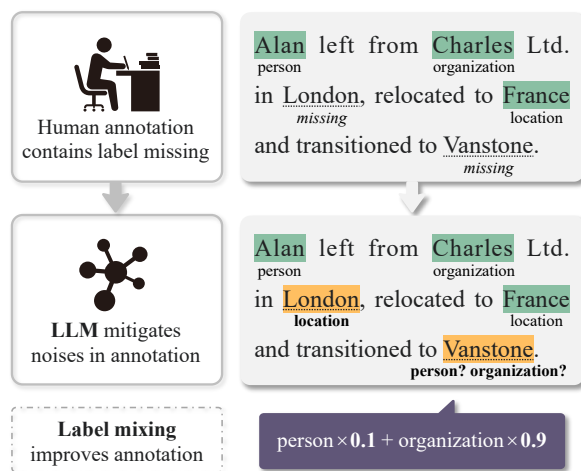 Human annotation
contains label missing
Alan left from Charles Ltd.
person organization
in London, relocated to France
missing location
and transitioned to Vanstone.
missing
LLM mitigates
noises in annotation
Alan left from Charles Ltd.
person organization
in London, relocated to France
location location
and transitioned to Vanstone.
person? organization?
Label mixing
improves annotation
person×0.1 + organization×0.9